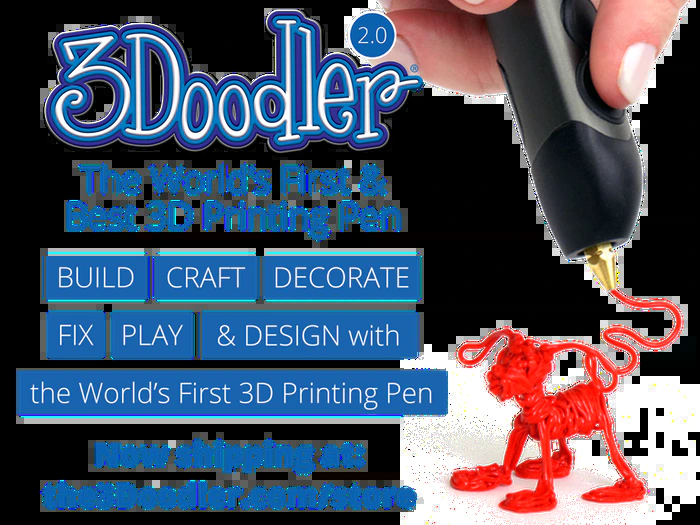 2.0
3Doodler®
The World's First &
Best 3D Printing Pen
BUILD CRAFT DECORATE
FIX PLAY & DESIGN with
the World's First 3D Printing Pen
Now shipping at:
the3Doodler.com/store